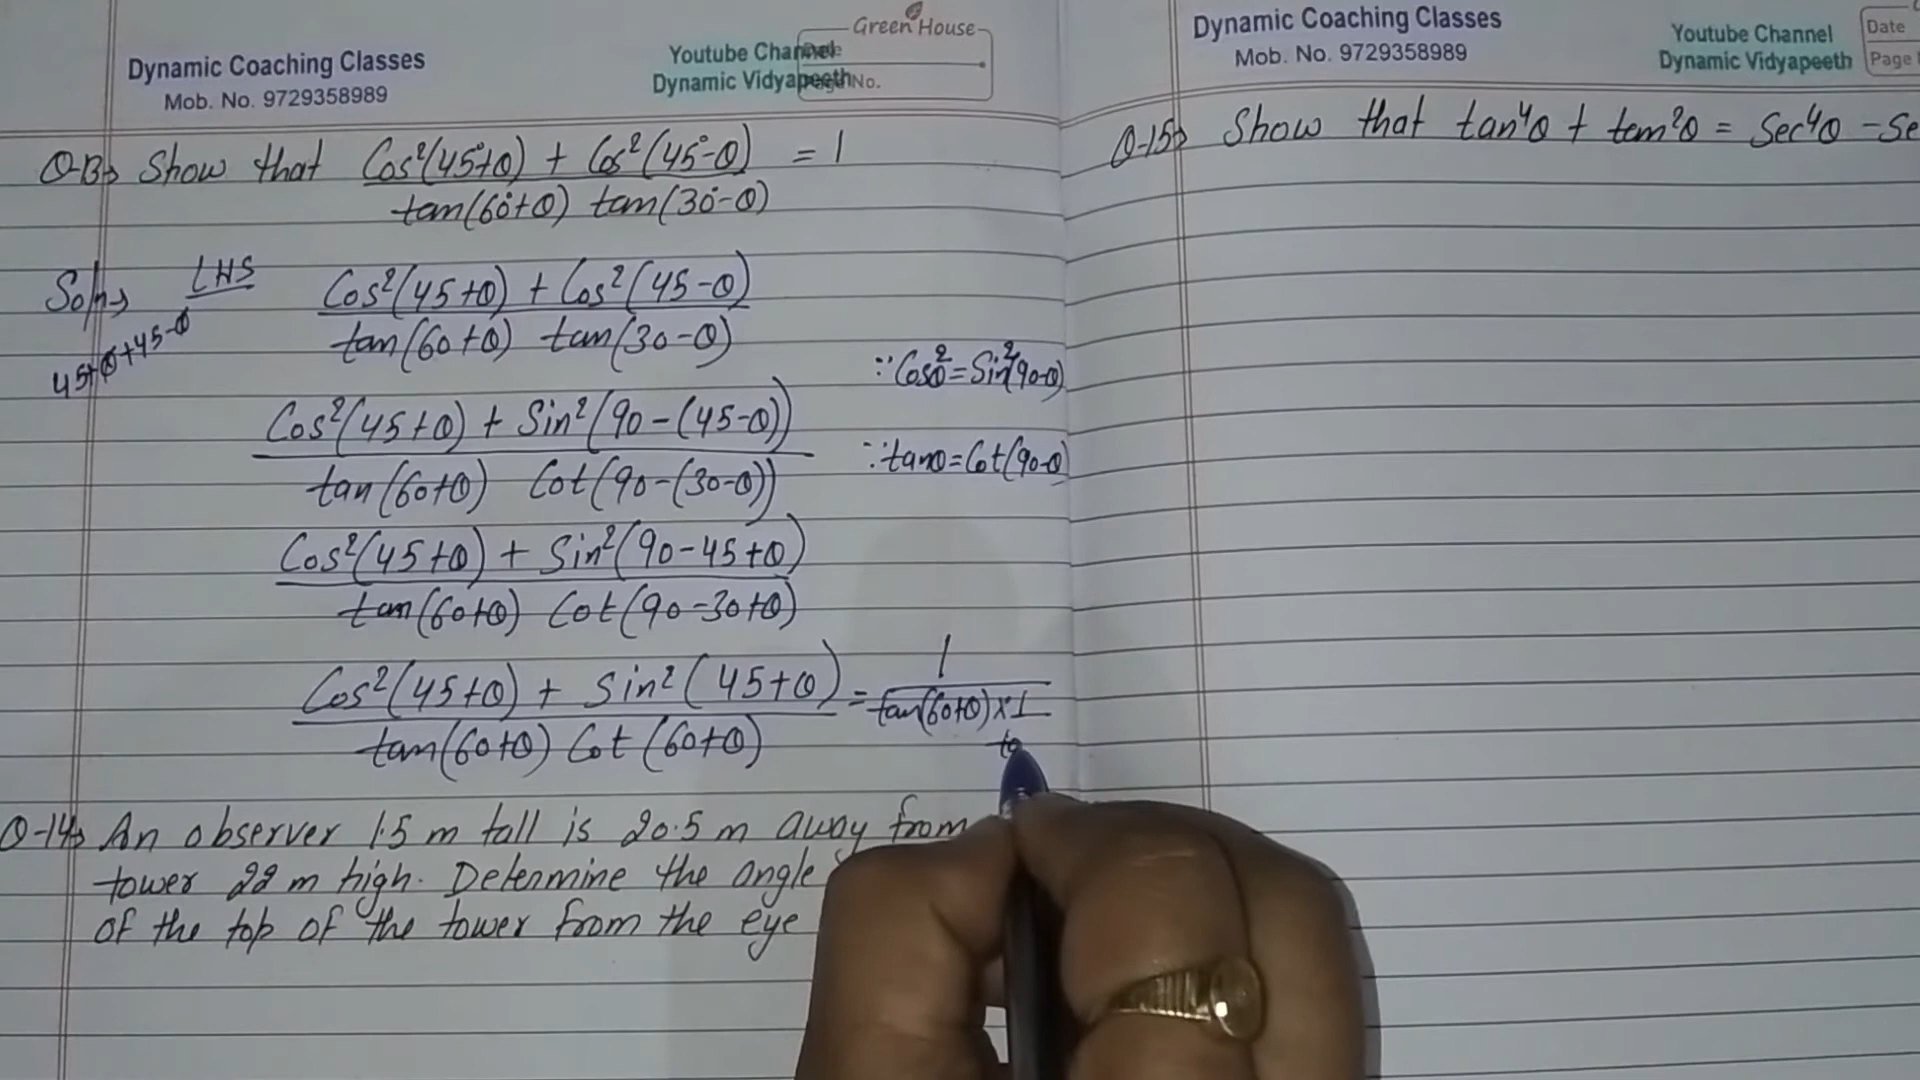 Green House
Dynamic Coaching Classes
Mob. No. 9729358989
Youtube Channel
Dynamic Vidyapeeth No.
Q-13) Show that Cos²(45°+θ) + Cos²(45°-θ) = 1
tan(60°+θ) tan(30°-θ)
Soln→ LHS Cos²(45+θ) + Cos²(45-θ)
tan(60+θ) tan(30-θ)
45+θ+45-θ
∵ Cos²θ = Sin²(90-θ)
Cos²(45+θ) + Sin²(90-(45-θ))
tan(60+θ) Cot(90-(30-θ))
∵ tanθ = Cot(90-θ)
Cos²(45+θ) + Sin²(90-45+θ)
tan(60+θ) Cot(90-30+θ)
Cos²(45+θ) + Sin²(45+θ) = 1
tan(60+θ) Cot(60+θ)
tan(60+θ)×1
ta
Q-14) An observer 1.5 m tall is 20.5 m away from
tower 22 m high. Determine the angle
of the top of the tower from the eye
Dynamic Coaching Classes
Mob. No. 9729358989
Youtube Channel
Dynamic Vidyapeeth
Date
Page
Q-15) Show that tan⁴θ + tan²θ = Sec⁴θ - Se